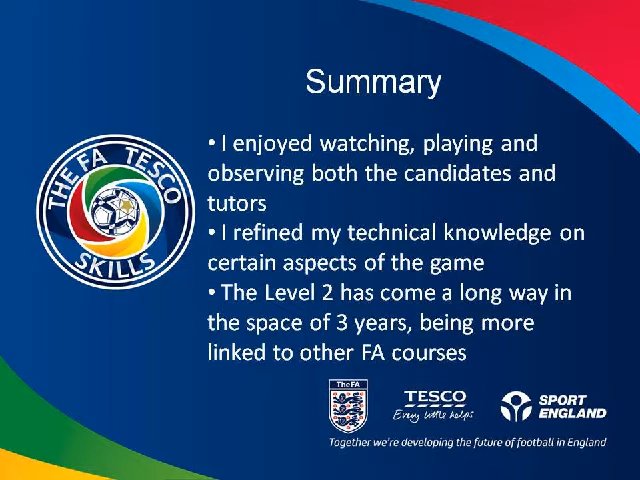 Summary
• I enjoyed watching, playing and
observing both the candidates and
tutors
• I refined my technical knowledge on
certain aspects of the game
• The Level 2 has come a long way in
the space of 3 years, being more
linked to other FA courses
THE FA TESCO
SKILLS
The FA
TESCO
Every little helps
SPORT
ENGLAND
Together we're developing the future of football in England